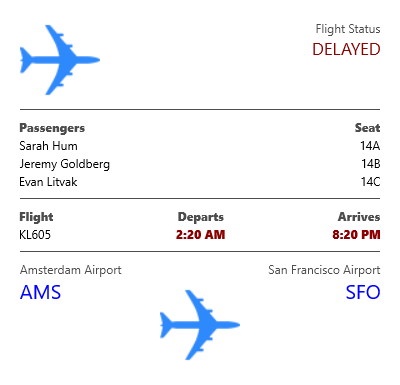 Flight Status
DELAYED
Passengers Seat
Sarah Hum 14A
Jeremy Goldberg 14B
Evan Litvak 14C
Flight Departs Arrives
KL605 2:20 AM 8:20 PM
Amsterdam Airport San Francisco Airport
AMS SFO